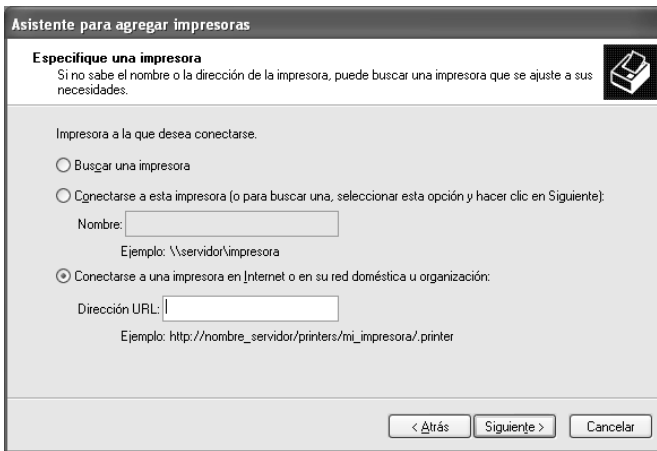 Asistente para agregar impresoras
Especifique una impresora
Si no sabe el nombre o la dirección de la impresora, puede buscar una impresora que se ajuste a sus
necesidades.
Impresora a la que desea conectarse.
Buscar una impresora
Conectarse a esta impresora (o para buscar una, seleccionar esta opción y hacer clic en Siguiente):
Nombre:
Ejemplo: \\servidor\impresora
Conectarse a una impresora en Internet o en su red doméstica u organización:
Dirección URL:
Ejemplo: http://nombre_servidor/printers/mi_impresora/.printer
< Atrás Siguiente > Cancelar